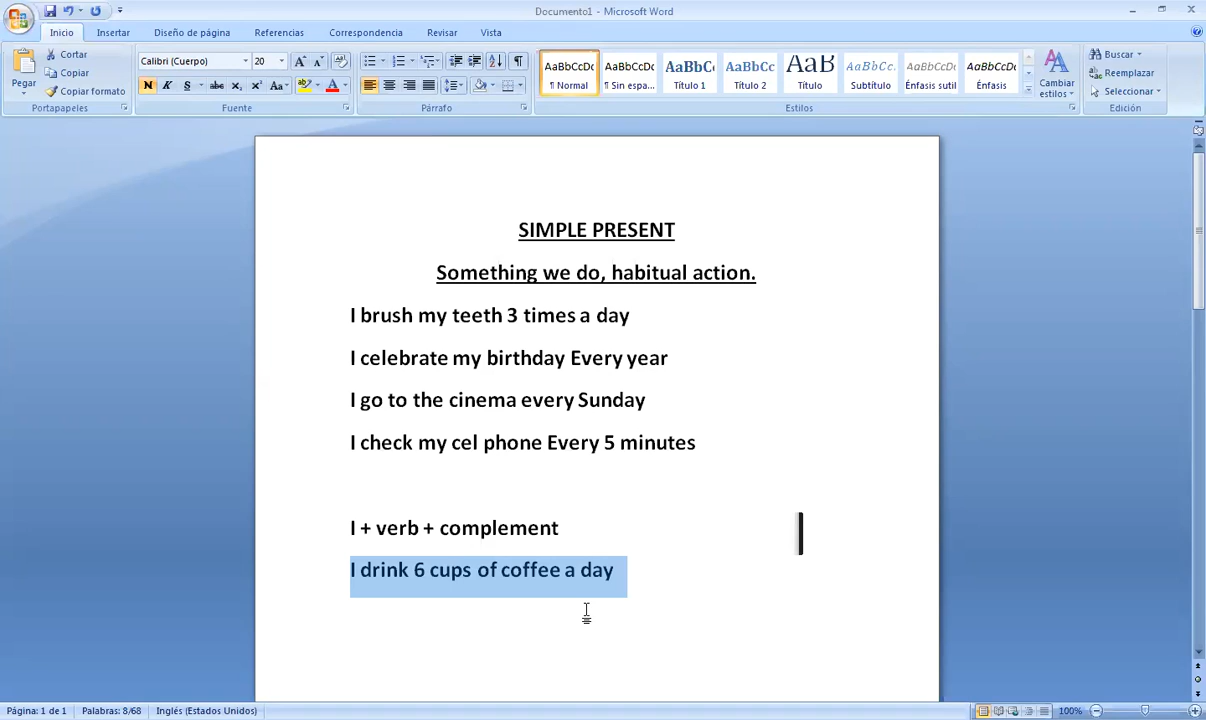 Documento1 - Microsoft Word
Inicio Insertar Diseño de página Referencias Correspondencia Revisar Vista
Pegar Cortar Copiar Copiar formato
Portapapeles
Calibri (Cuerpo) 20
N K S abc x₂ x² Aa
Fuente
Párrafo
AaBbCcDc AaBbCcDc AaBbC AaBbCc AaB AaBbCc. AaBbCcDc AaBbCcDc
¶ Normal ¶ Sin espa... Título 1 Título 2 Título Subtítulo Énfasis sutil Énfasis
Cambiar estilos
Estilos
Buscar Reemplazar Seleccionar
Edición
SIMPLE PRESENT
Something we do, habitual action.
I brush my teeth 3 times a day
I celebrate my birthday Every year
I go to the cinema every Sunday
I check my cel phone Every 5 minutes
I + verb + complement
I drink 6 cups of coffee a day
Página: 1 de 1 Palabras: 8/68 Inglés (Estados Unidos) 100%